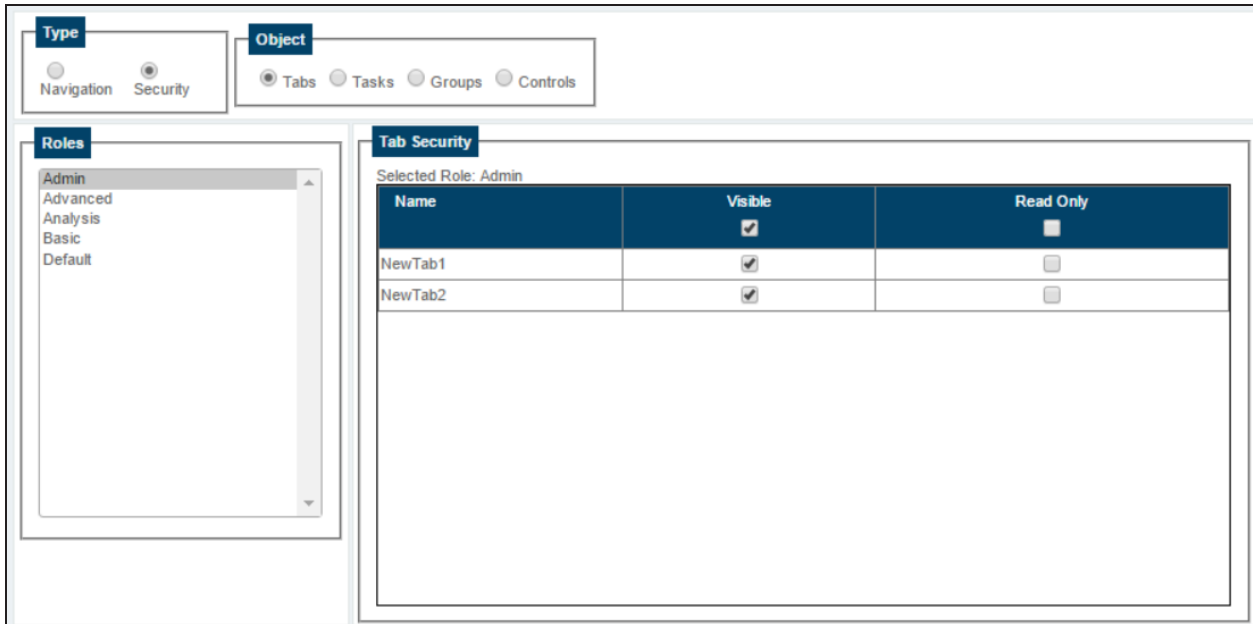 Type
Navigation Security
Object
Tabs Tasks Groups Controls
Roles
Admin
Advanced
Analysis
Basic
Default
Tab Security
Selected Role: Admin
Name Visible Read Only
NewTab1
NewTab2